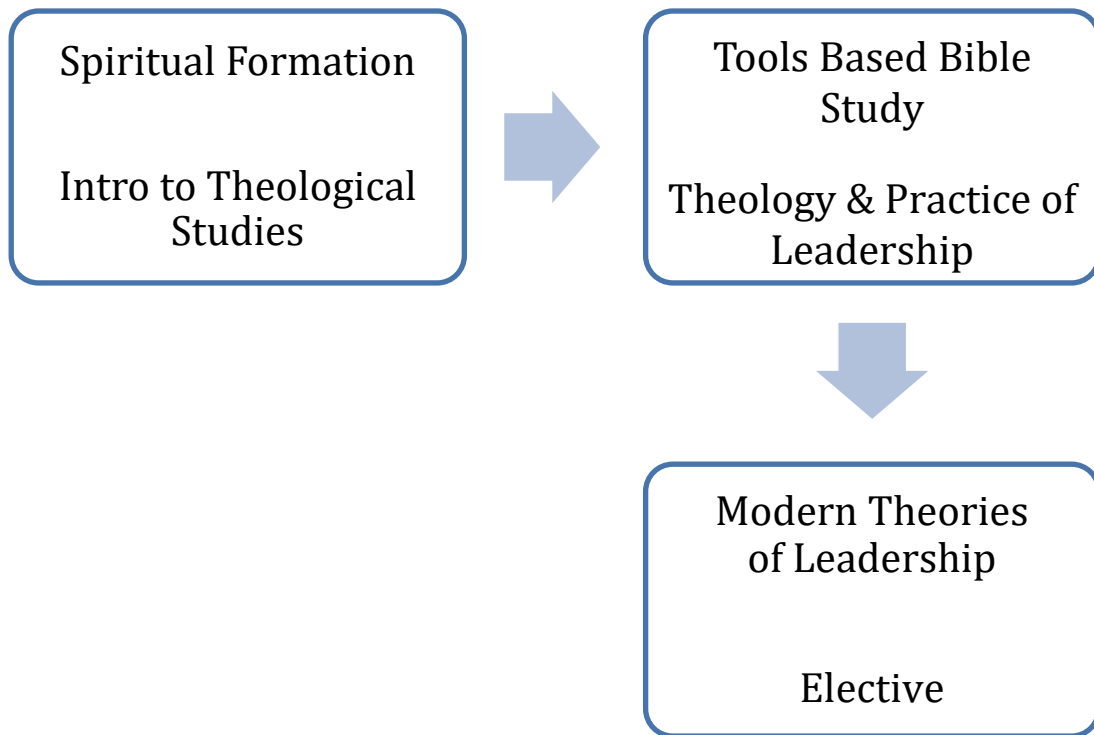 Spiritual Formation
Intro to Theological
Studies
Tools Based Bible
Study
Theology & Practice of
Leadership
Modern Theories
of Leadership
Elective